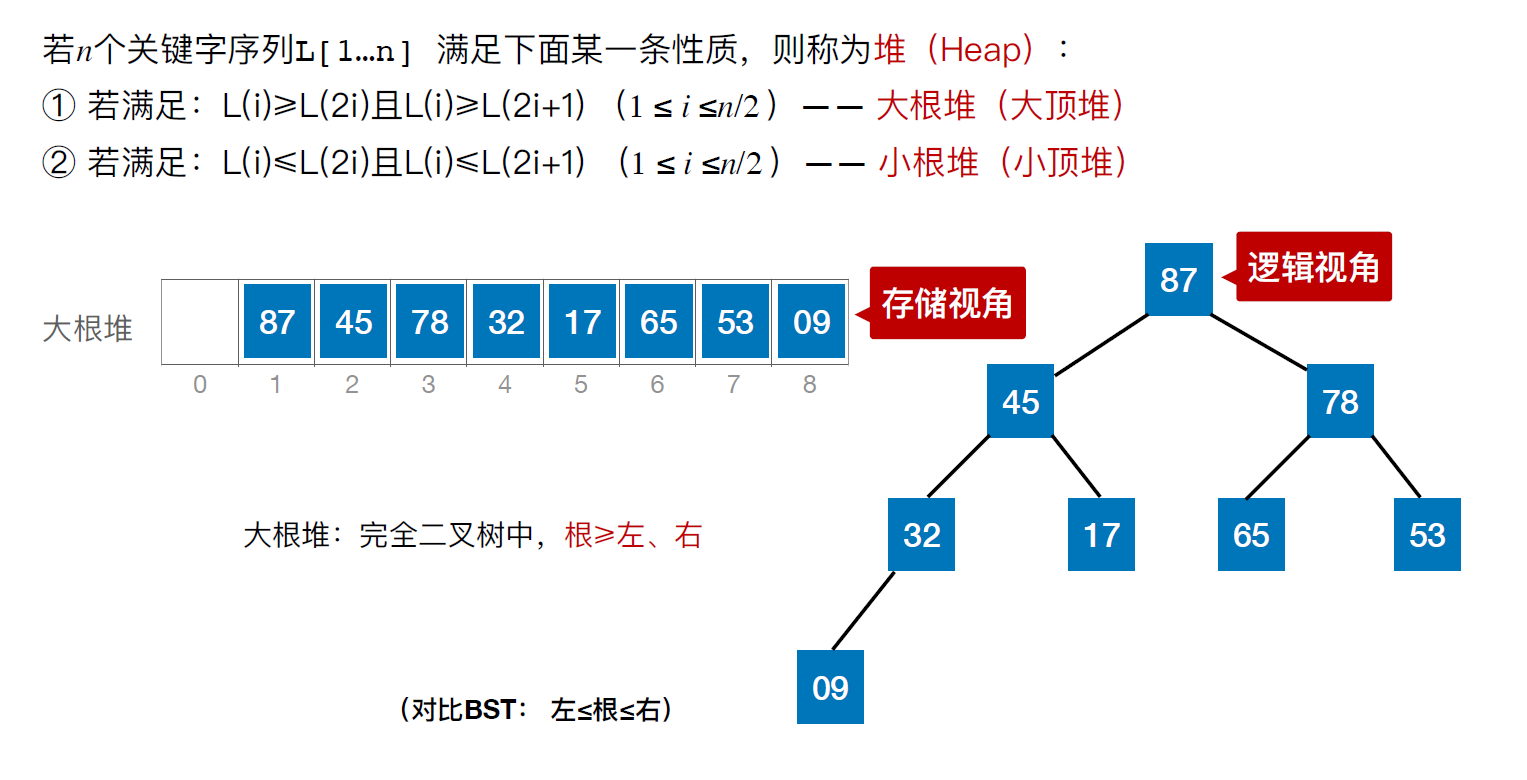 若n个关键字序列L[1…n] 满足下面某一条性质，则称为堆（Heap）：
① 若满足：L(i)≥L(2i)且L(i)≥L(2i+1) （1 ≤ i ≤n/2 ） —— 大根堆（大顶堆）
② 若满足：L(i)≤L(2i)且L(i)≤L(2i+1) （1 ≤ i ≤n/2 ） —— 小根堆（小顶堆）
大根堆
87 45 78 32 17 65 53 09
0 1 2 3 4 5 6 7 8
存储视角
逻辑视角
87
45 78
32 17 65 53
09
大根堆：完全二叉树中，根≥左、右
（对比BST： 左≤根≤右）